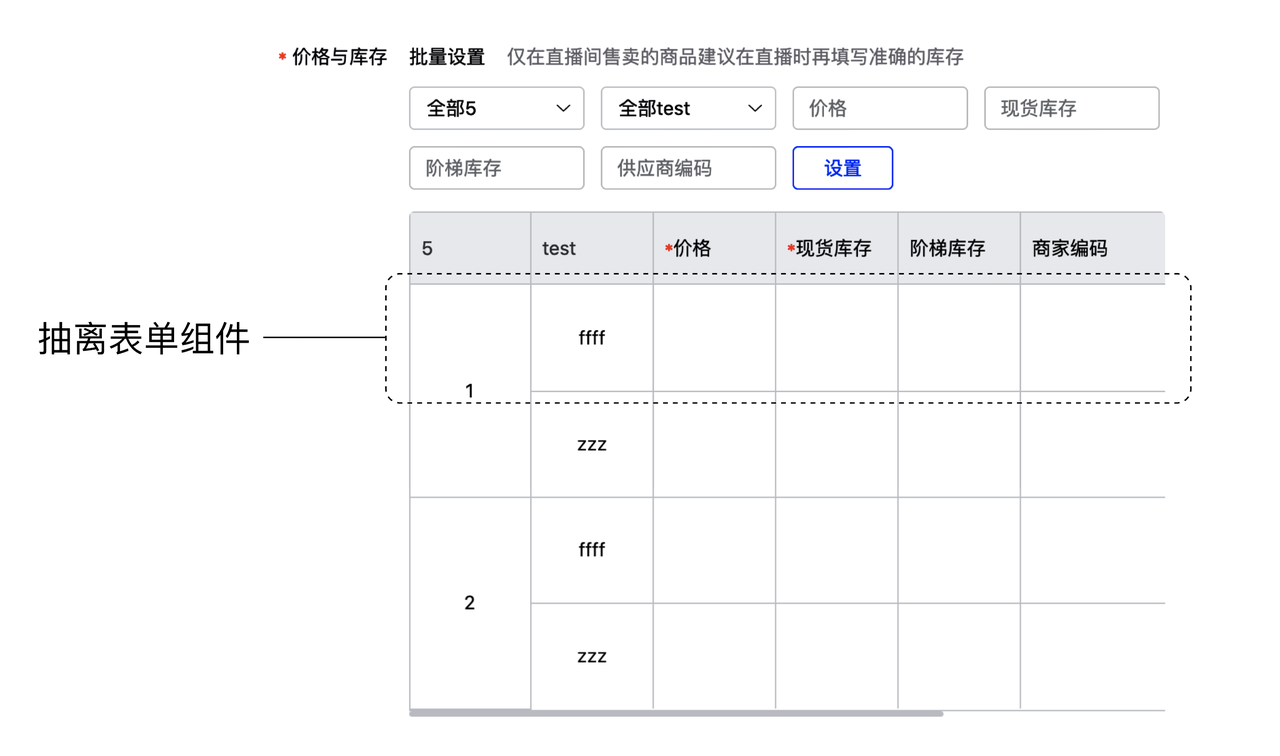 * 价格与库存 批量设置 仅在直播间售卖的商品建议在直播时再填写准确的库存
全部5 全部test 价格 现货库存
阶梯库存 供应商编码 设置
5 test *价格 *现货库存 阶梯库存 商家编码
抽离表单组件 ffff
1
zzz
ffff
2
zzz